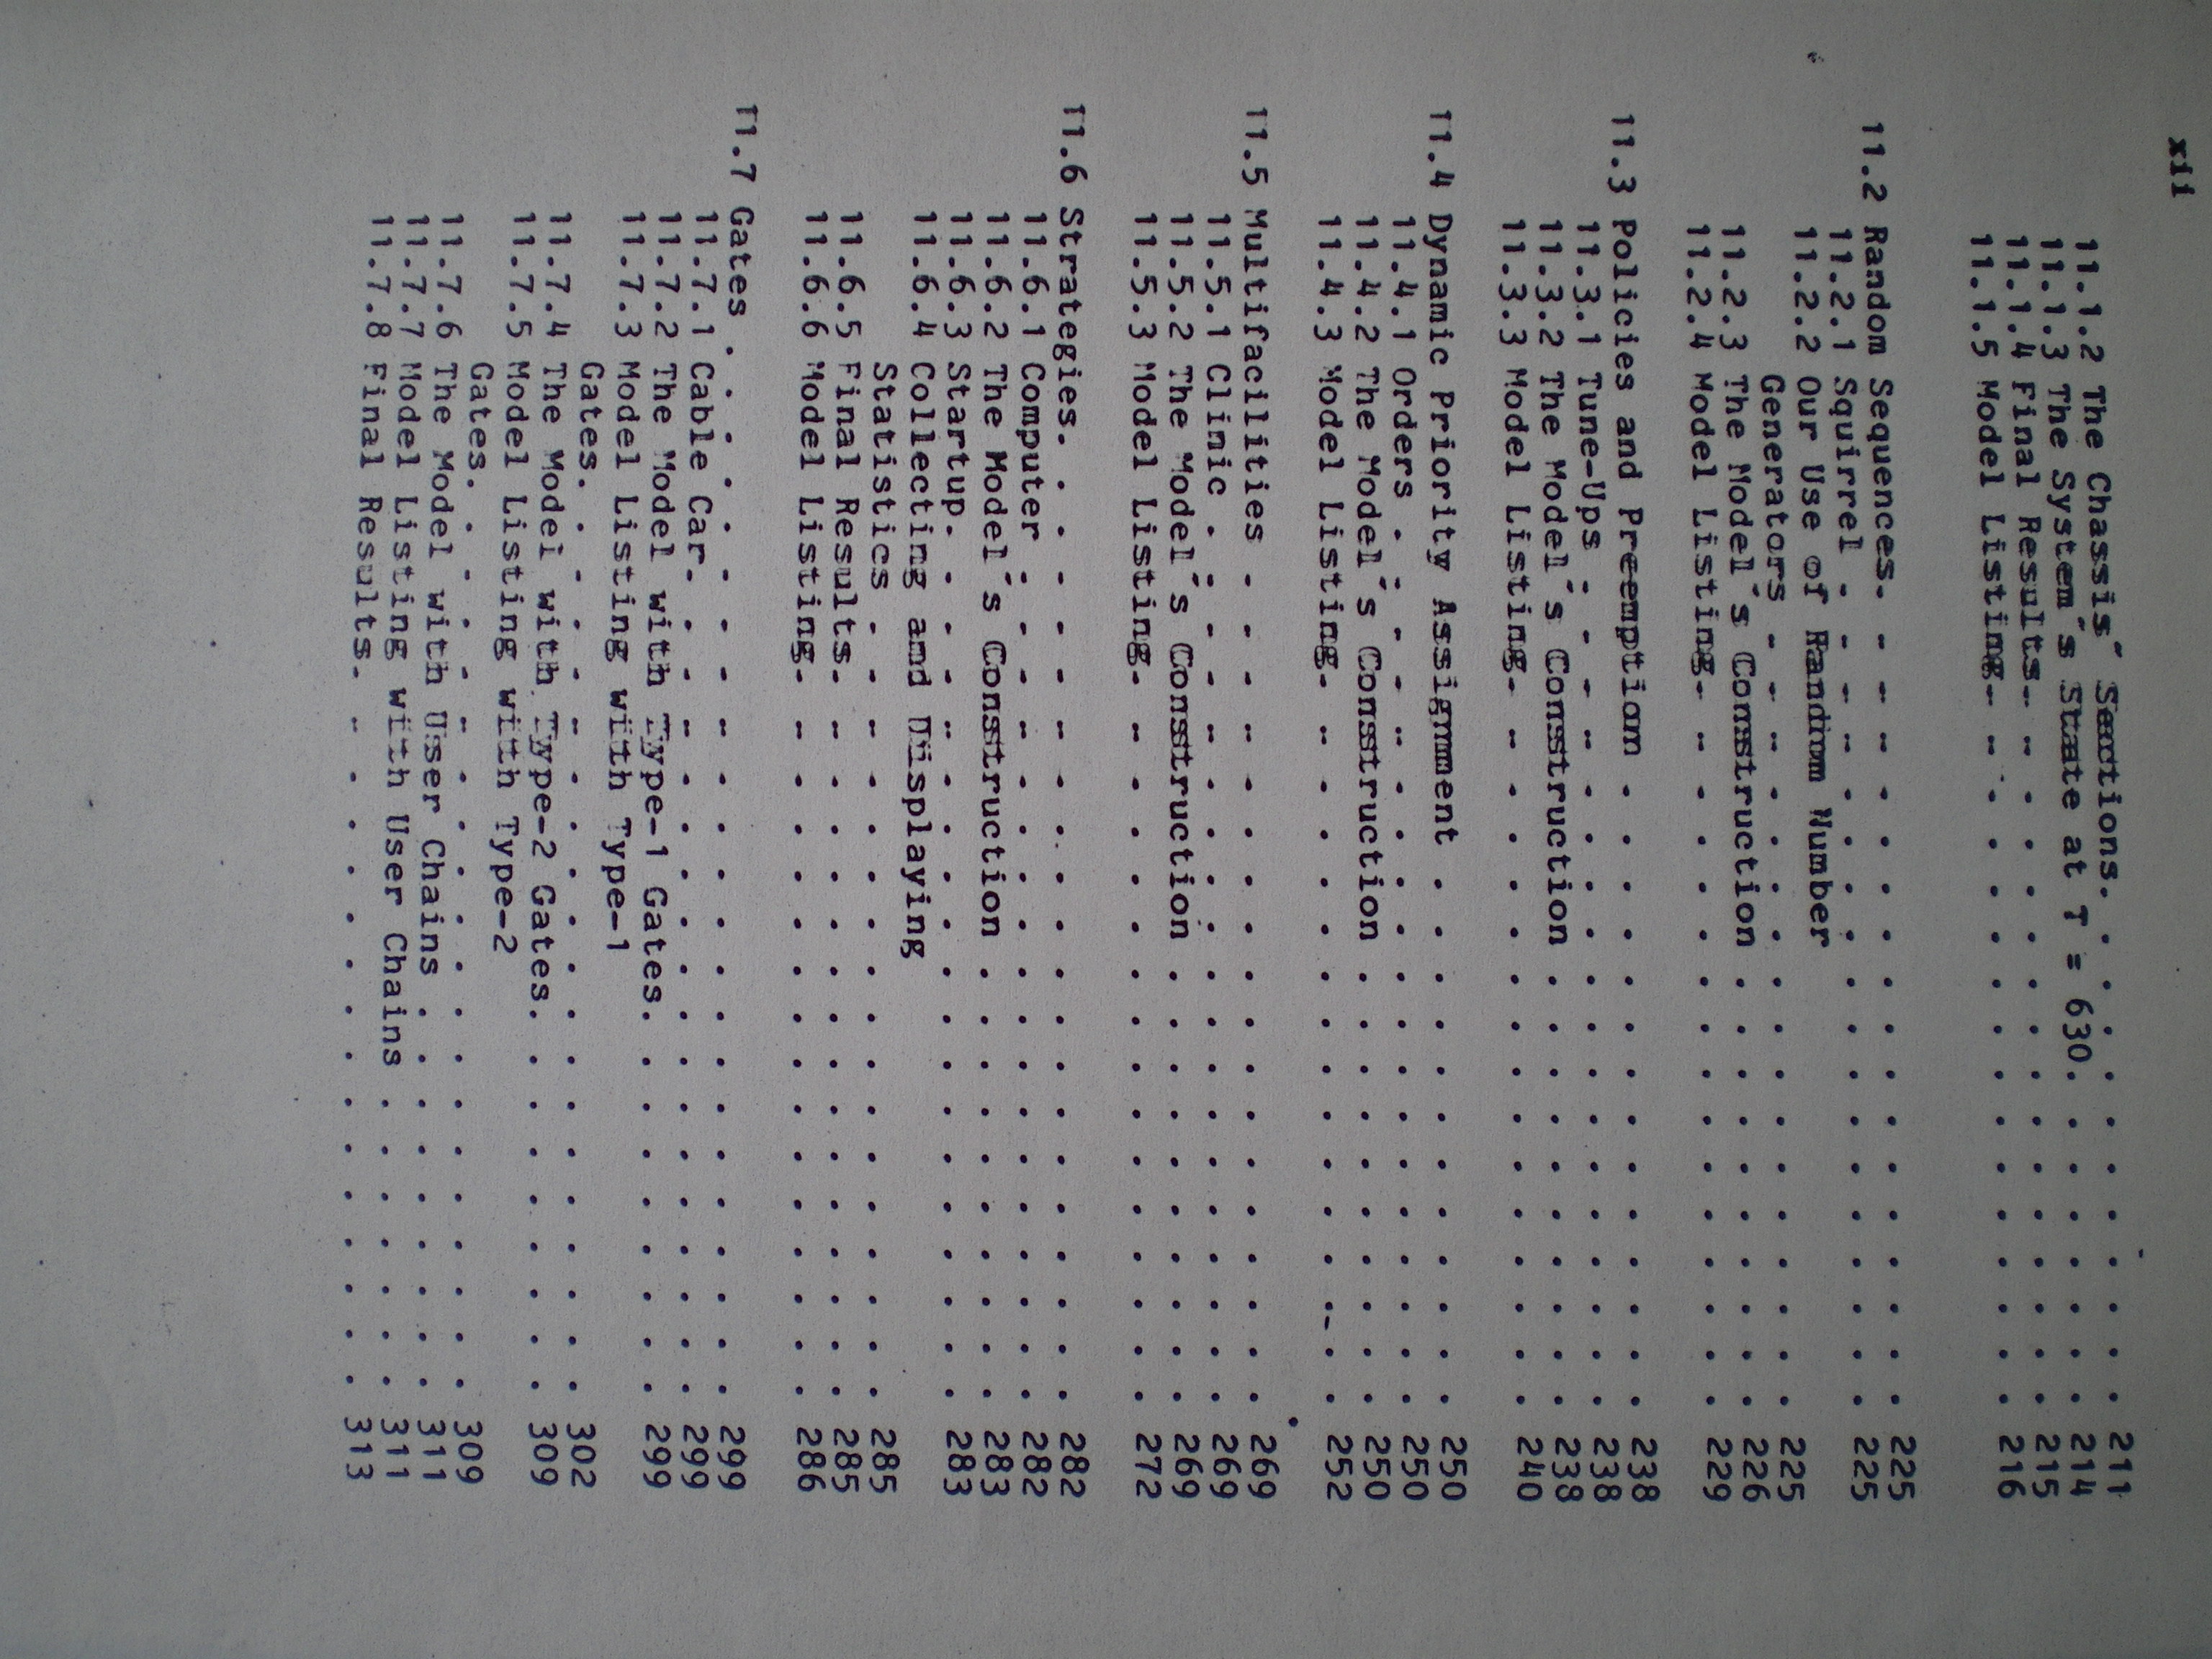 xii
11.1.2 The Chassis´ Sections. . . . . . . . . . . . 211
11.1.3 The System´s State at T = 630. . . . . . . . 214
11.1.4 Final Results. . . . . . . . . . . . . . . . 215
11.1.5 Model Listing. . . . . . . . . . . . . . . . 216
11.2 Random Sequences. . . . . . . . . . . . . . . . . . 225
11.2.1 Squirrel . . . . . . . . . . . . . . . . . . 225
11.2.2 Our Use of Random Number
Generators . . . . . . . . . . . . . . . . . 225
11.2.3 The Model´s Construction . . . . . . . . . . 226
11.2.4 Model Listing. . . . . . . . . . . . . . . . 229
11.3 Policies and Preemption . . . . . . . . . . . . . . 238
11.3.1 Tune-Ups . . . . . . . . . . . . . . . . . . 238
11.3.2 The Model´s Construction . . . . . . . . . . 238
11.3.3 Model Listing. . . . . . . . . . . . . . . . 240
11.4 Dynamic Priority Assignment . . . . . . . . . . . . 250
11.4.1 Orders . . . . . . . . . . . . . . . . . . . 250
11.4.2 The Model´s Construction . . . . . . . . . . 250
11.4.3 Model Listing. . . . . . . . . . . . . . . . 252
11.5 Multifacilities . . . . . . . . . . . . . . . . . . 269
11.5.1 Clinic . . . . . . . . . . . . . . . . . . . 269
11.5.2 The Model´s Construction . . . . . . . . . . 269
11.5.3 Model Listing. . . . . . . . . . . . . . . . 272
11.6 Strategies. . . . . . . . . . . . . . . . . . . . . 282
11.6.1 Computer . . . . . . . . . . . . . . . . . . 282
11.6.2 The Model´s Construction . . . . . . . . . . 283
11.6.3 Startup. . . . . . . . . . . . . . . . . . . 283
11.6.4 Collecting and Displaying
Statistics . . . . . . . . . . . . . . . . . 285
11.6.5 Final Results. . . . . . . . . . . . . . . . 285
11.6.6 Model Listing. . . . . . . . . . . . . . . . 286
11.7 Gates . . . . . . . . . . . . . . . . . . . . . . . 299
11.7.1 Cable Car. . . . . . . . . . . . . . . . . . 299
11.7.2 The Model with Type-1 Gates. . . . . . . . . 299
11.7.3 Model Listing with Type-1
Gates. . . . . . . . . . . . . . . . . . . . 302
11.7.4 The Model with Type-2 Gates. . . . . . . . . 309
11.7.5 Model Listing with Type-2
Gates. . . . . . . . . . . . . . . . . . . . 309
11.7.6 The Model with User Chains . . . . . . . . . 311
11.7.7 Model Listing with User Chains . . . . . . . 311
11.7.8 Final Results. . . . . . . . . . . . . . . . 313